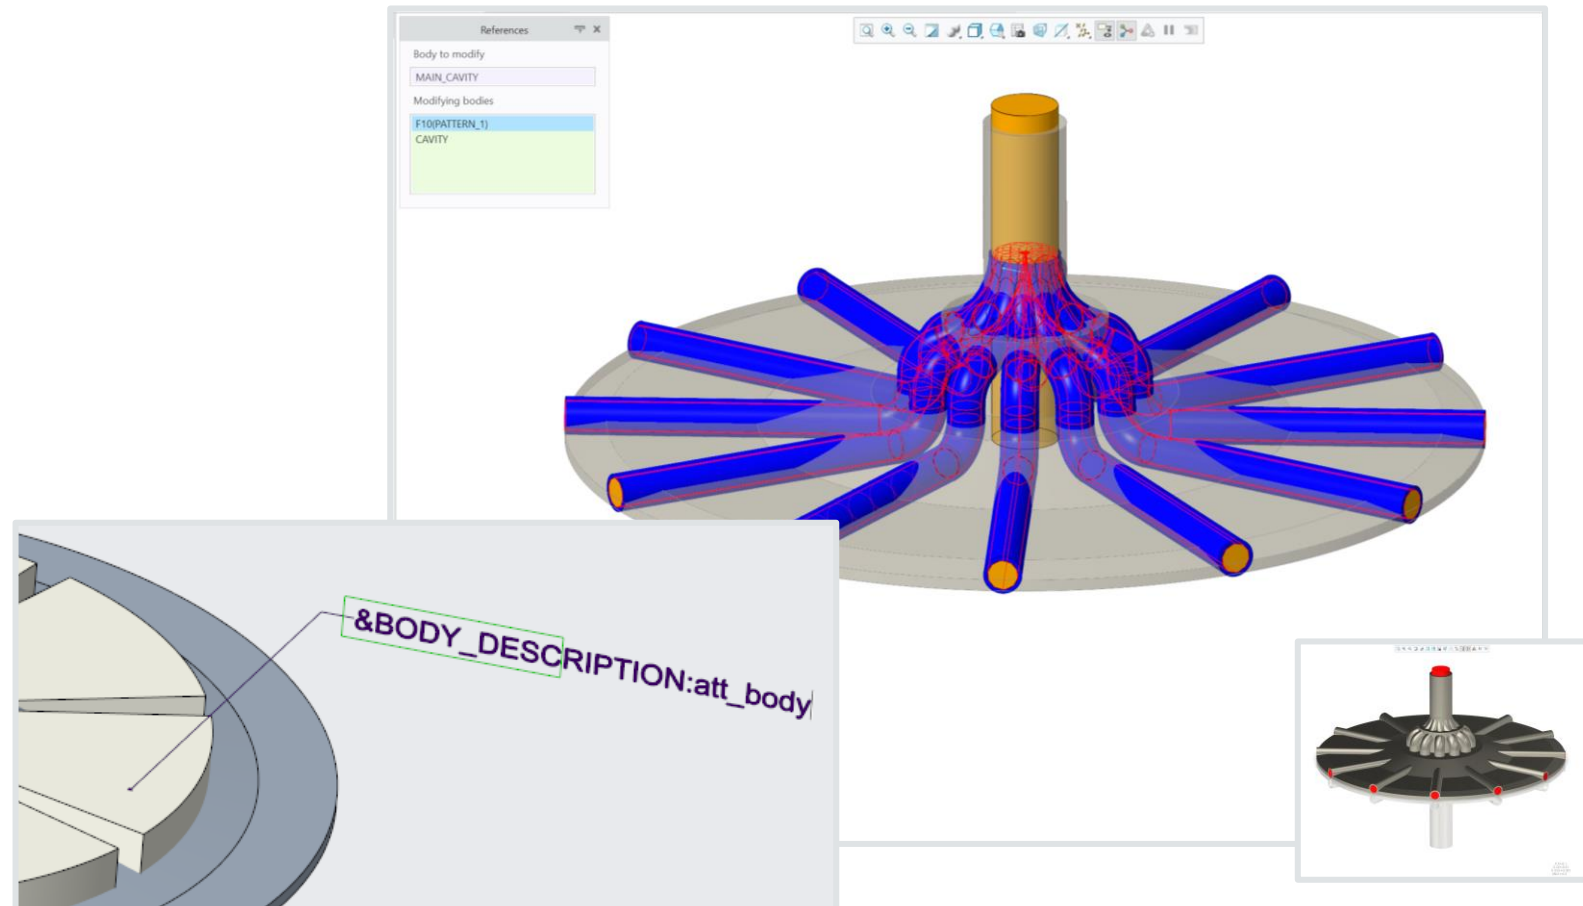 References
Body to modify
MAIN_CAVITY
Modifying bodies
F10(PATTERN_1)
CAVITY
&BODY_DESCRIPTION:att_body